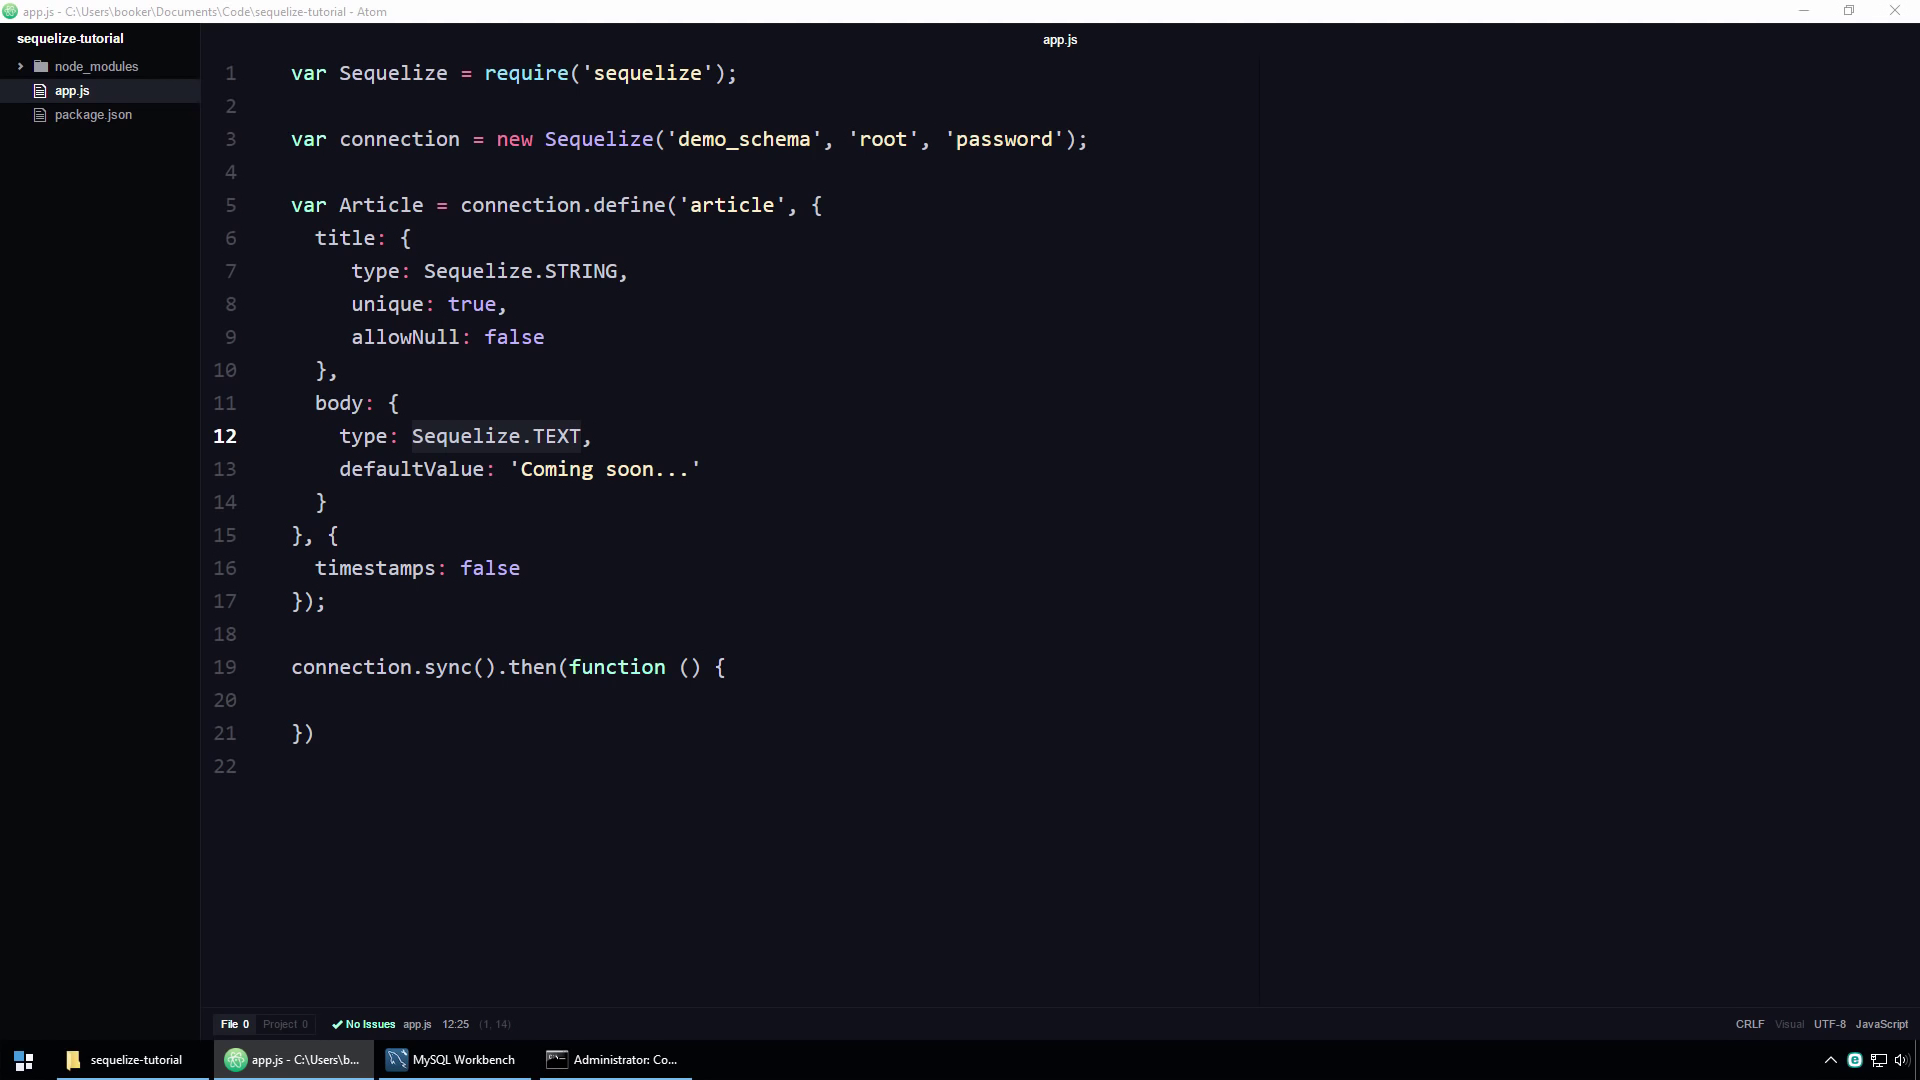 app.js - C:\Users\booker\Documents\Code\sequelize-tutorial - Atom
sequelize-tutorial
node_modules
app.js
package.json
app.js
1 var Sequelize = require('sequelize');
2
3 var connection = new Sequelize('demo_schema', 'root', 'password');
4
5 var Article = connection.define('article', {
6 title: {
7 type: Sequelize.STRING,
8 unique: true,
9 allowNull: false
10 },
11 body: {
12 type: Sequelize.TEXT,
13 defaultValue: 'Coming soon...'
14 }
15 }, {
16 timestamps: false
17 });
18
19 connection.sync().then(function () {
20
21 })
22
File 0 Project 0 No Issues app.js 12:25 (1, 14) CRLF Visual UTF-8 JavaScript
sequelize-tutorial app.js - C:\Users\b... MySQL Workbench Administrator: Co...